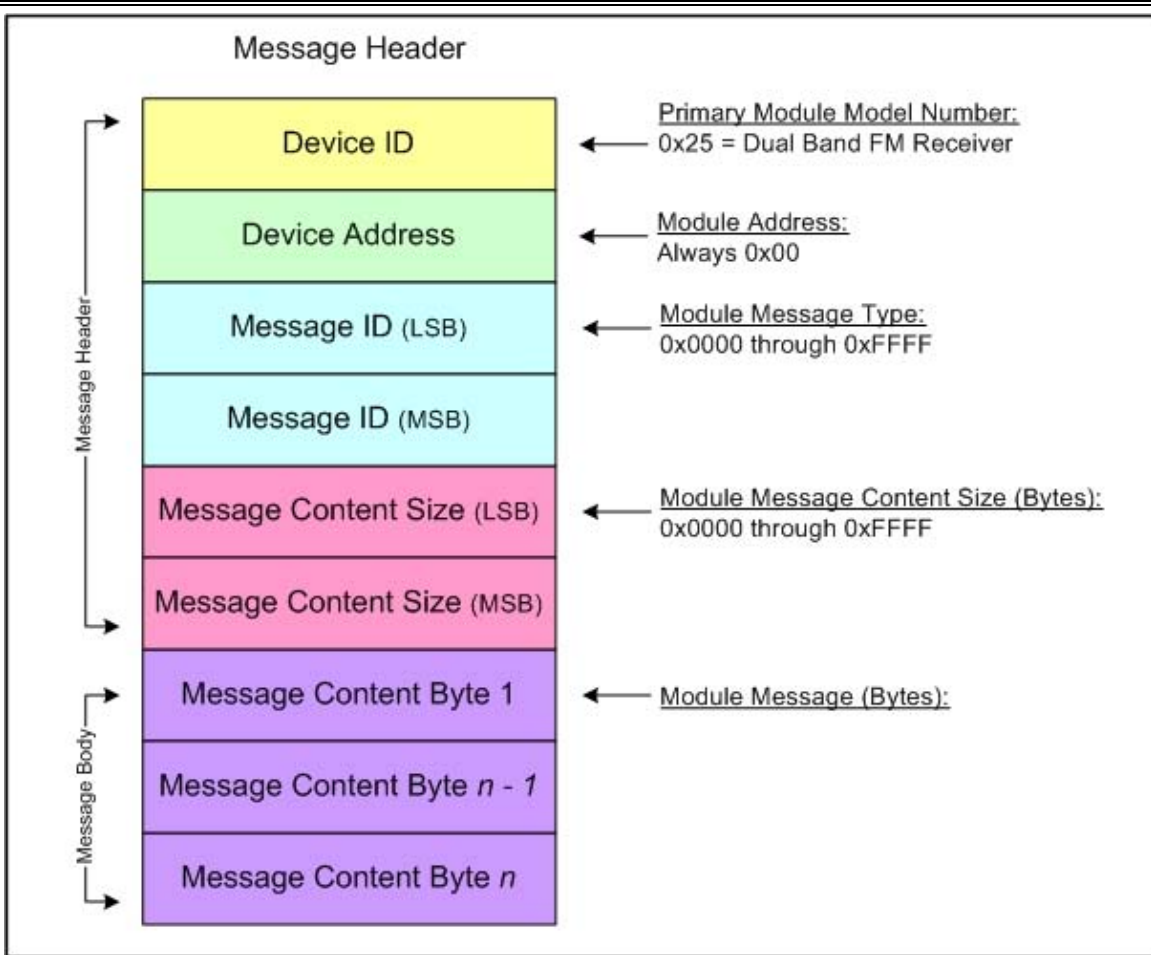 Message Header
Device ID
Primary Module Model Number:
0x25 = Dual Band FM Receiver
Device Address
Module Address:
Always 0x00
Message Header
Message ID (LSB)
Module Message Type:
0x0000 through 0xFFFF
Message ID (MSB)
Message Content Size (LSB)
Module Message Content Size (Bytes):
0x0000 through 0xFFFF
Message Content Size (MSB)
Message Body
Message Content Byte 1
Module Message (Bytes):
Message Content Byte n - 1
Message Content Byte n